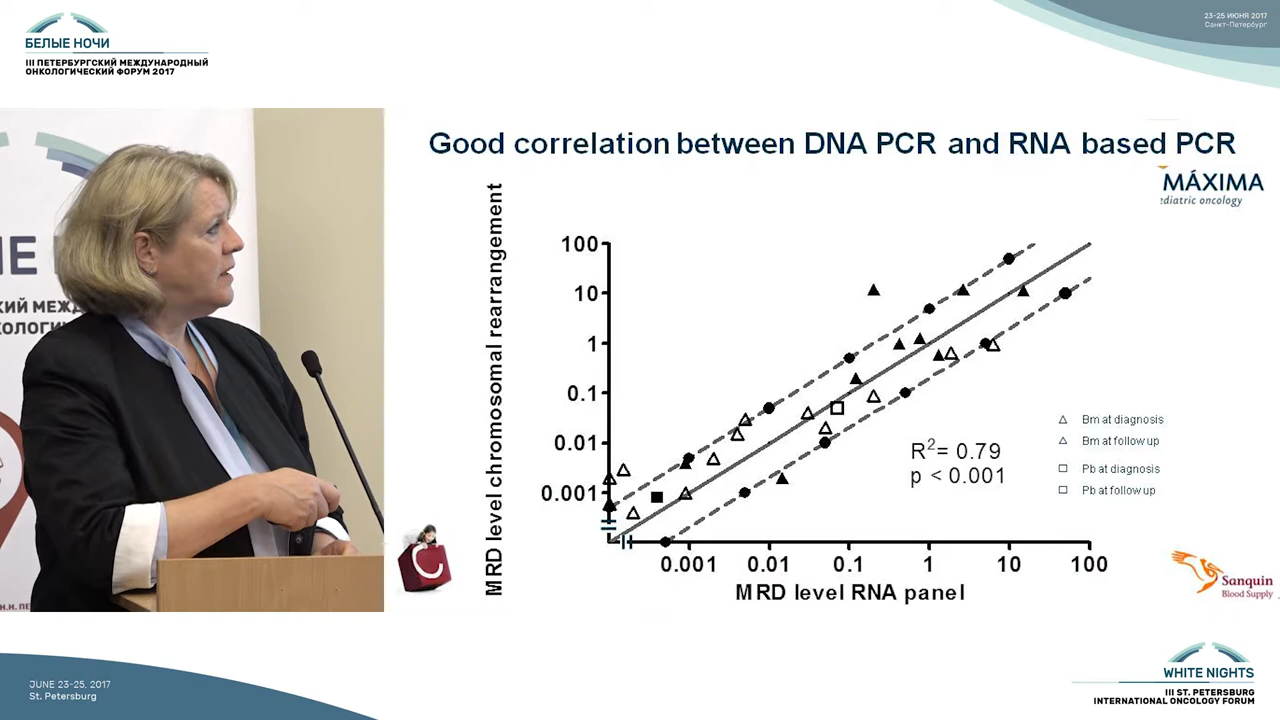 БЕЛЫЕ НОЧИ
III ПЕТЕРБУРГСКИЙ МЕЖДУНАРОДНЫЙ
ОНКОЛОГИЧЕСКИЙ ФОРУМ 2017
23-25 ИЮНЯ 2017
Санкт-Петербург
Good correlation between DNA PCR and RNA based PCR
MÁXIMA
ediatric oncology
MRD level chromosomal rearrangement
100
10
1
0.1
0.01
0.001
R2= 0.79
p < 0.001
Bm at diagnosis
Bm at follow up
Pb at diagnosis
Pb at follow up
0.001 0.01 0.1 1 10 100
MRD level RNA panel
Sanquin
Blood Supply
C
JUNE 23-25, 2017
St. Petersburg
WHITE NIGHTS
III ST. PETERSBURG
INTERNATIONAL ONCOLOGY FORUM